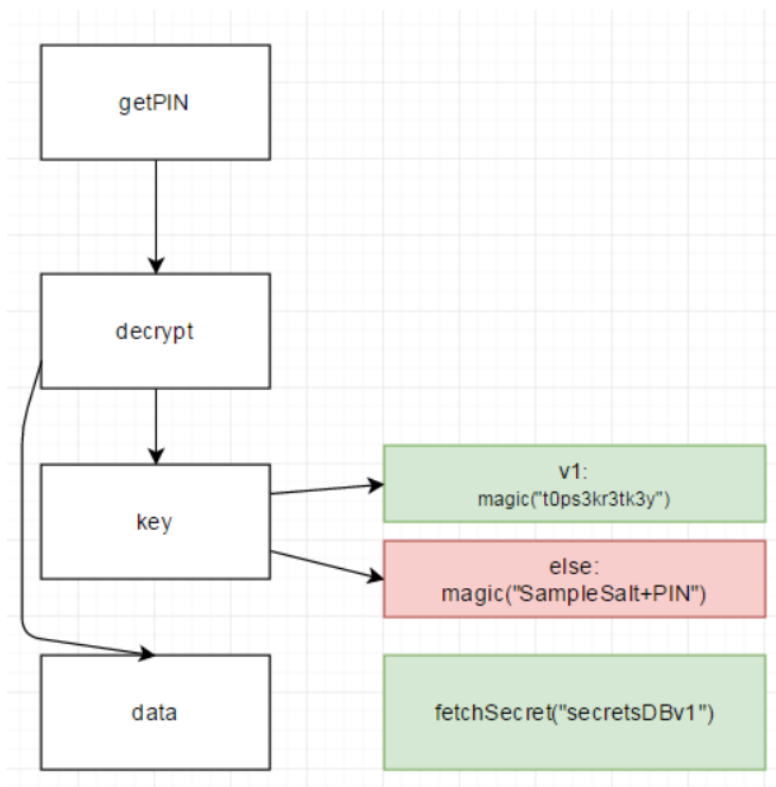 getPIN
decrypt
key
v1:
magic("t0ps3kr3tk3y")
else:
magic("SampleSalt+PIN")
data
fetchSecret("secretsDBv1")